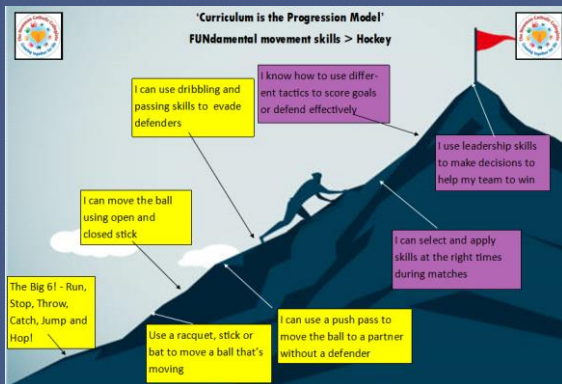 ‘Curriculum is the Progression Model’
FUNdamental movement skills > Hockey
I know how to use differ-
ent tactics to score goals
or defend effectively
I can use dribbling and
passing skills to evade
defenders
I use leadership skills
to make decisions to
help my team to win
I can move the ball
using open and
closed stick
I can select and apply
skills at the right times
during matches
The Big 6! - Run,
Stop, Throw,
Catch, Jump and
Hop!
Use a racquet, stick or
bat to move a ball that's
moving
I can use a push pass to
move the ball to a partner
without a defender